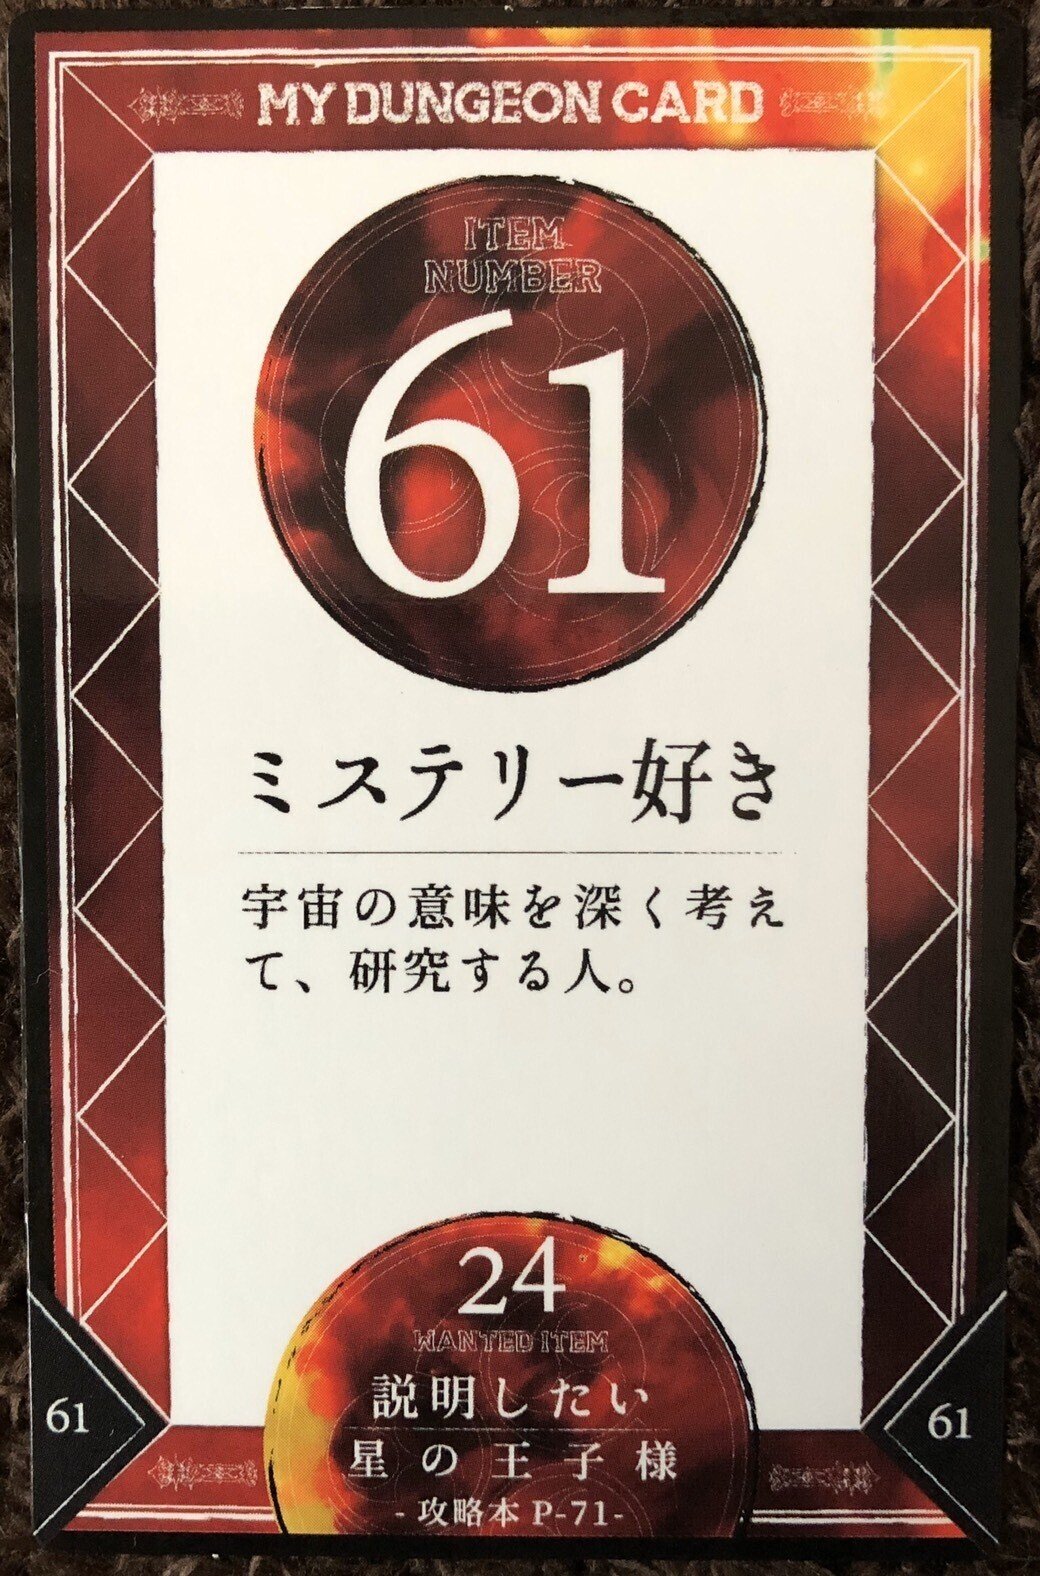 MY DUNGEON CARD
ITEM
NUMBER
61
ミステリー好き
宇宙の意味を深く考え
て、研究する人。
24
WANTED ITEM
説明したい
星の王子様
- 攻略本 P-71-
61
61